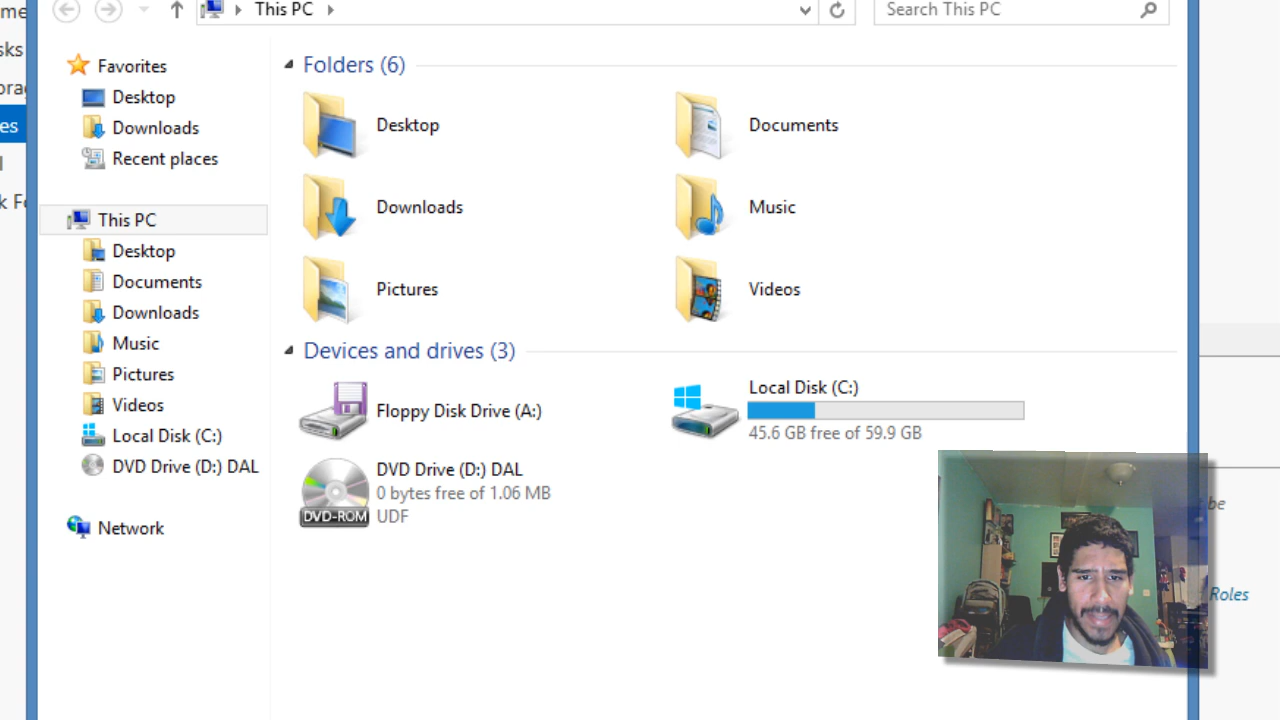 This PC
Search This PC
Favorites
Desktop
Downloads
Recent places
This PC
Desktop
Documents
Downloads
Music
Pictures
Videos
Local Disk (C:)
DVD Drive (D:) DAL
Network
Folders (6)
Desktop
Documents
Downloads
Music
Pictures
Videos
Devices and drives (3)
Floppy Disk Drive (A:)
Local Disk (C:)
45.6 GB free of 59.9 GB
DVD Drive (D:) DAL
0 bytes free of 1.06 MB
UDF
DVD-ROM
be
Roles